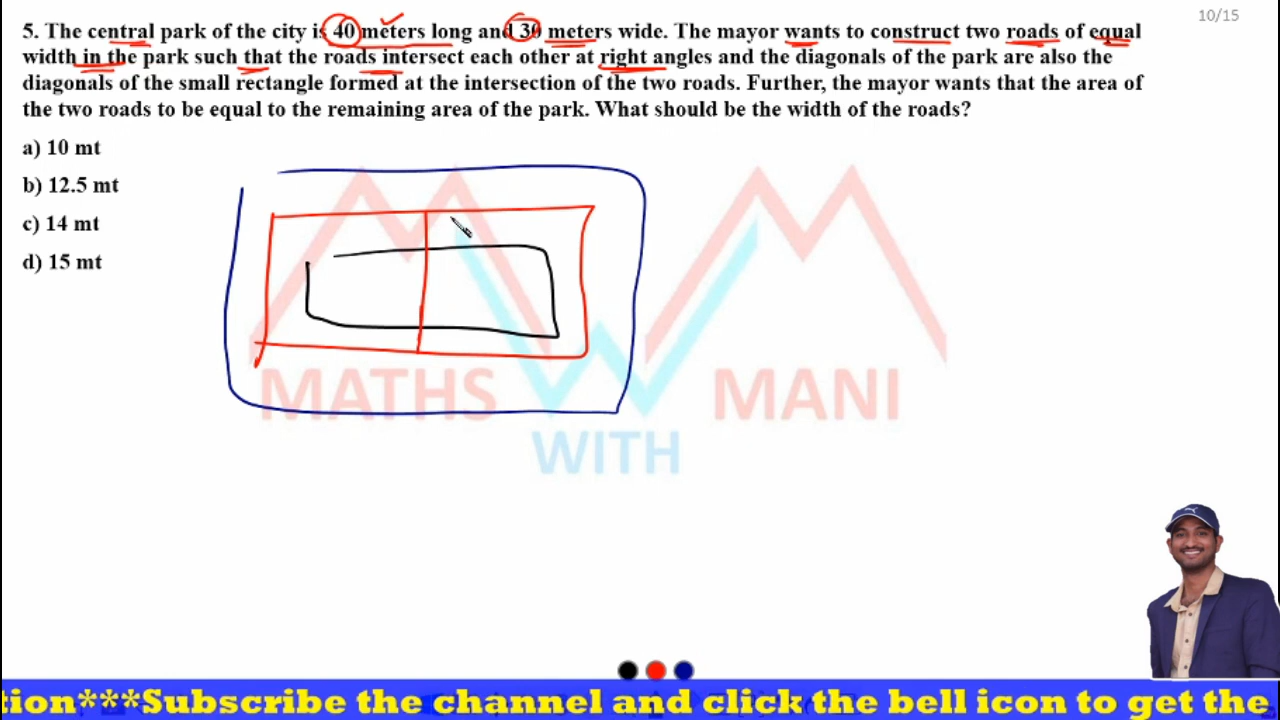 10/15
5. The central park of the city is 40 meters long and 30 meters wide. The mayor wants to construct two roads of equal
width in the park such that the roads intersect each other at right angles and the diagonals of the park are also the
diagonals of the small rectangle formed at the intersection of the two roads. Further, the mayor wants that the area of
the two roads to be equal to the remaining area of the park. What should be the width of the roads?
a) 10 mt
b) 12.5 mt
c) 14 mt
d) 15 mt
MATHS MANI
WITH
tion***Subscribe the channel and click the bell icon to get the